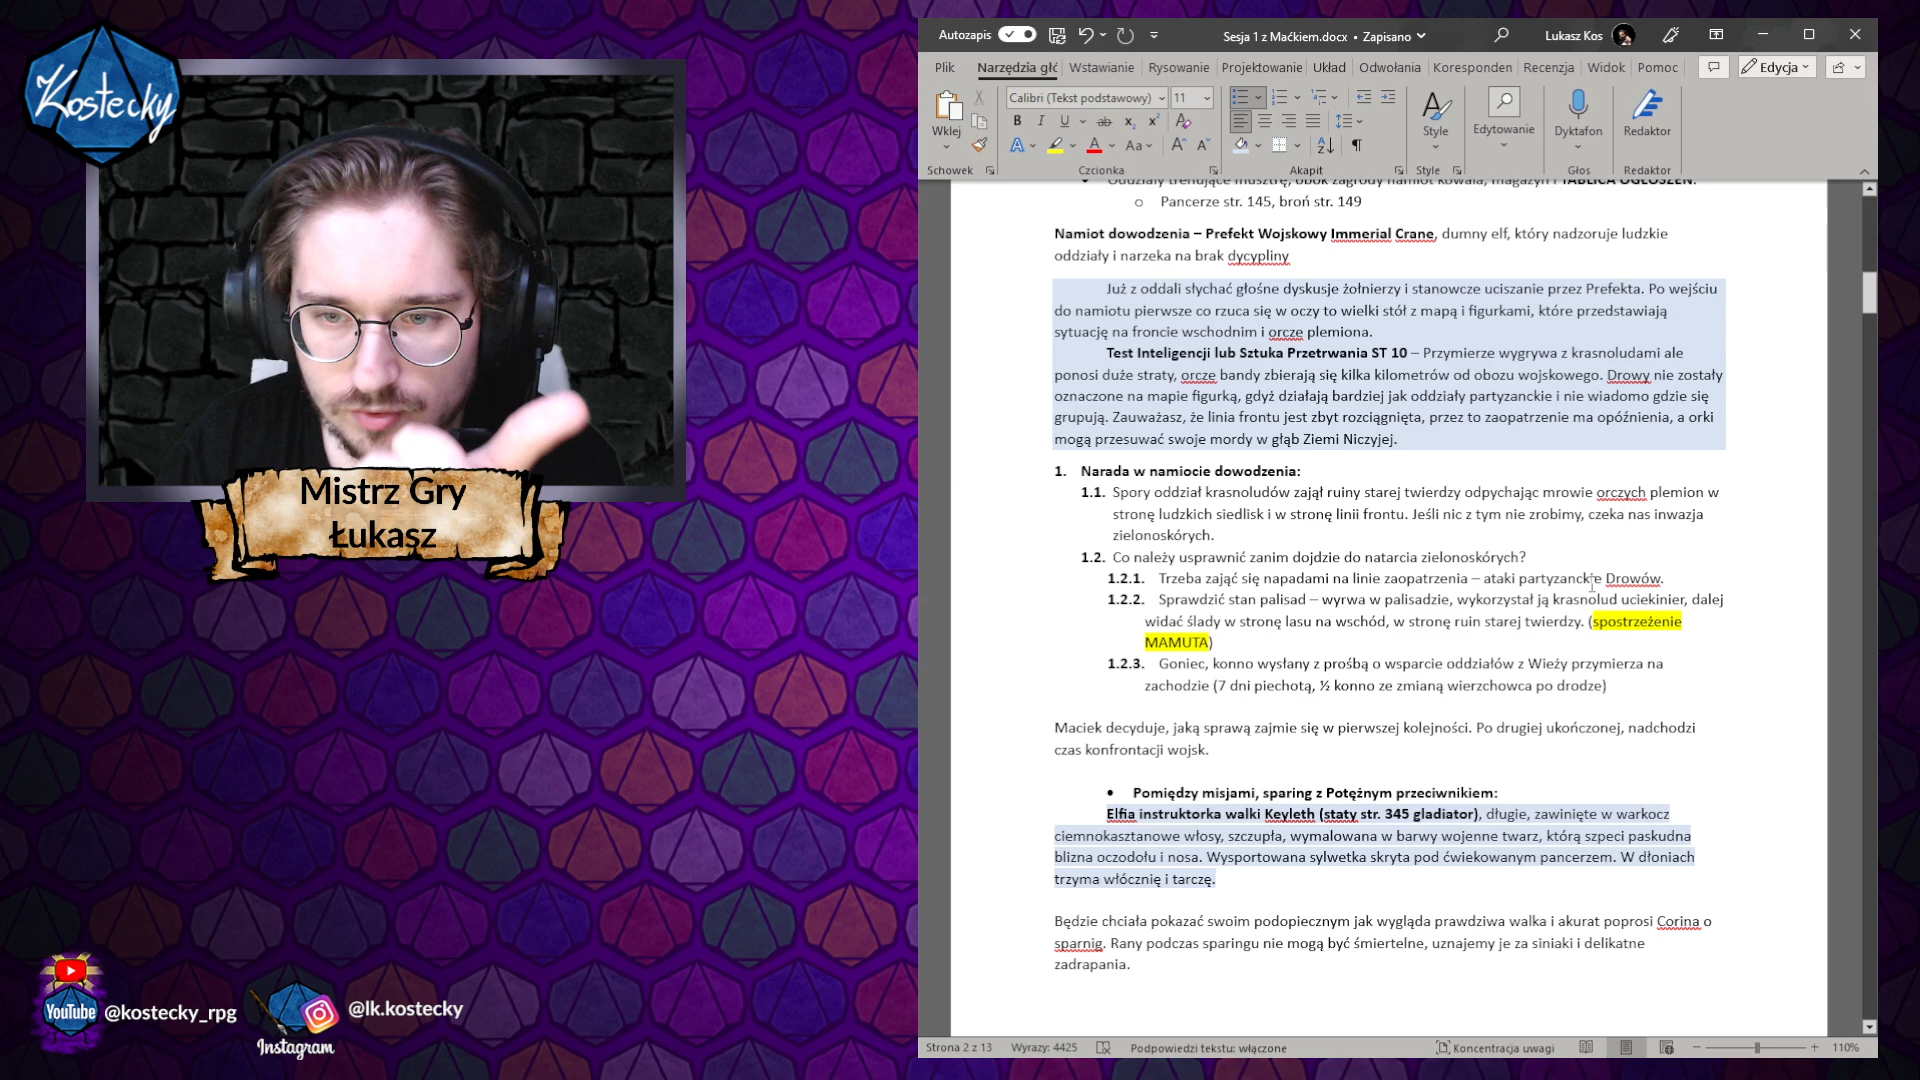 Kostecky
Mistrz Gry
Łukasz
YouTube @kostecky_rpg
@lk.kostecky
Instagram
Autozapis
Sesja 1 z Maćkiem.docx • Zapisano
Lukasz Kos
Plik Narzędzia głó Wstawianie Rysowanie Projektowanie Układ Odwołania Koresponden Recenzja Widok Pomoc Edycja
Calibri (Tekst podstawowy) 11
Wklej
Style
Edytowanie
Dyktafon
Redaktor
Schowek Czcionka Akapit Style Głos Redaktor
Oddziały trenujące musztrę, obok zagrody namiot kowala, magazyn i TABLICA OGŁOSZEŃ.
o Pancerze str. 145, broń str. 149
Namiot dowodzenia – Prefekt Wojskowy Immerial Crane, dumny elf, który nadzoruje ludzkie
oddziały i narzeka na brak dycypliny
Już z oddali słychać głośne dyskusje żołnierzy i stanowcze uciszanie przez Prefekta. Po wejściu
do namiotu pierwsze co rzuca się w oczy to wielki stół z mapą i figurkami, które przedstawiają
sytuację na froncie wschodnim i orcze plemiona.
Test Inteligencji lub Sztuka Przetrwania ST 10 – Przymierze wygrywa z krasnoludami ale
ponosi duże straty, orcze bandy zbierają się kilka kilometrów od obozu wojskowego. Drowy nie zostały
oznaczone na mapie figurką, gdyż działają bardziej jak oddziały partyzanckie i nie wiadomo gdzie się
grupują. Zauważasz, że linia frontu jest zbyt rozciągnięta, przez to zaopatrzenie ma opóźnienia, a orki
mogą przesuwać swoje mordy w głąb Ziemi Niczyjej.
1. Narada w namiocie dowodzenia:
1.1. Spory oddział krasnoludów zajął ruiny starej twierdzy odpychając mrowie orczych plemion w
stronę ludzkich siedlisk i w stronę linii frontu. Jeśli nic z tym nie zrobimy, czeka nas inwazja
zielonoskórych.
1.2. Co należy usprawnić zanim dojdzie do natarcia zielonoskórych?
1.2.1. Trzeba zająć się napadami na linie zaopatrzenia – ataki partyzanckie Drowów.
1.2.2. Sprawdzić stan palisad – wyrwa w palisadzie, wykorzystał ją krasnolud uciekinier, dalej
widać ślady w stronę lasu na wschód, w stronę ruin starej twierdzy. (spostrzeżenie
MAMUTA)
1.2.3. Goniec, konno wysłany z prośbą o wsparcie oddziałów z Wieży przymierza na
zachodzie (7 dni piechotą, ½ konno ze zmianą wierzchowca po drodze)
Maciek decyduje, jaką sprawą zajmie się w pierwszej kolejności. Po drugiej ukończonej, nadchodzi
czas konfrontacji wojsk.
• Pomiędzy misjami, sparing z Potężnym przeciwnikiem:
Elfia instruktorka walki Keyleth (staty str. 345 gladiator), długie, zawinięte w warkocz
ciemnokasztanowe włosy, szczupła, wymalowana w barwy wojenne twarz, którą szpeci paskudna
blizna oczodołu i nosa. Wysportowana sylwetka skryta pod ćwiekowanym pancerzem. W dłoniach
trzyma włócznię i tarczę.
Będzie chciała pokazać swoim podopiecznym jak wygląda prawdziwa walka i akurat poprosi Corina o
sparnig. Rany podczas sparingu nie mogą być śmiertelne, uznajemy je za siniaki i delikatne
zadrapania.
Strona 2 z 13 Wyrazy: 4425 Podpowiedzi tekstu: włączone Koncentracja uwagi 110%